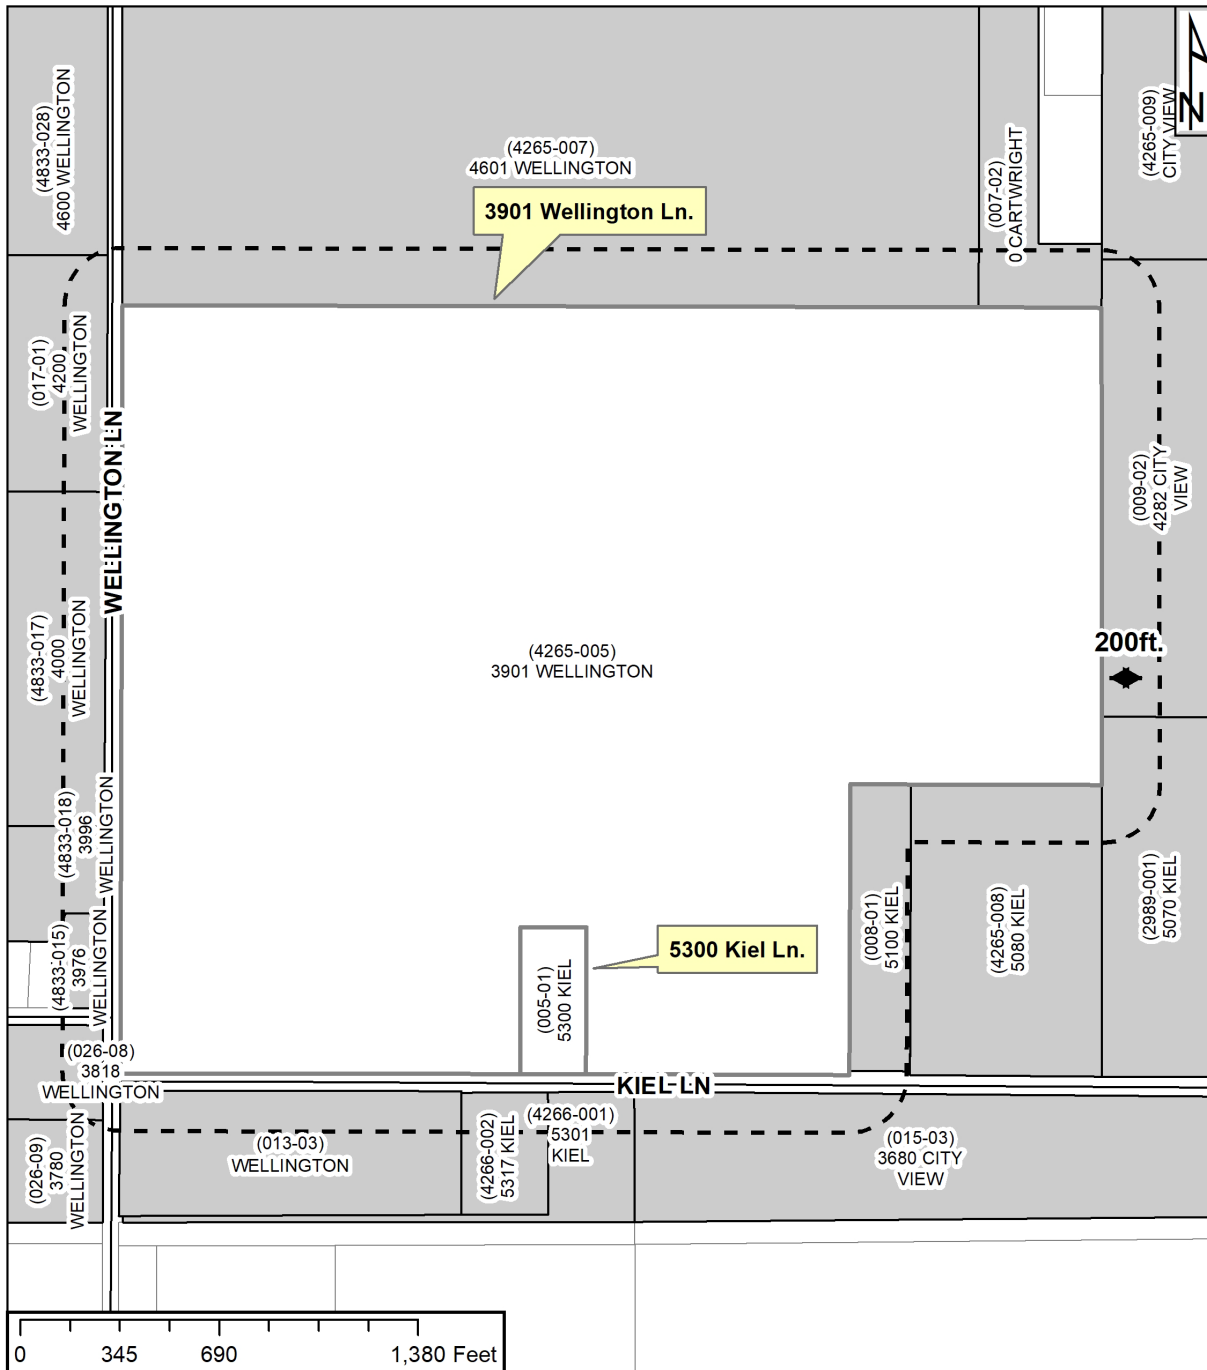 (4833-028)
4600 WELLINGTON
(4265-007)
4601 WELLINGTON
(007-02)
0 CARTWRIGHT
(4265-009)
CITY VIEW
N
3901 Wellington Ln.
(017-01)
4200
WELLINGTON
WELLINGTON LN
(009-02)
4282 CITY
VIEW
(4833-017)
4000
WELLINGTON
(4265-005)
3901 WELLINGTON
200ft.
(4833-018)
3996
WELLINGTON
(4833-015)
3976
WELLINGTON
(008-01)
5100 KIEL
(4265-008)
5080 KIEL
(2989-001)
5070 KIEL
5300 Kiel Ln.
(005-01)
5300 KIEL
(026-08)
3818
WELLINGTON
KIEL LN
(026-09)
3780
WELLINGTON
(013-03)
WELLINGTON
(4266-002)
5317 KIEL
(4266-001)
5301
KIEL
(015-03)
3680 CITY
VIEW
0 345 690 1,380 Feet